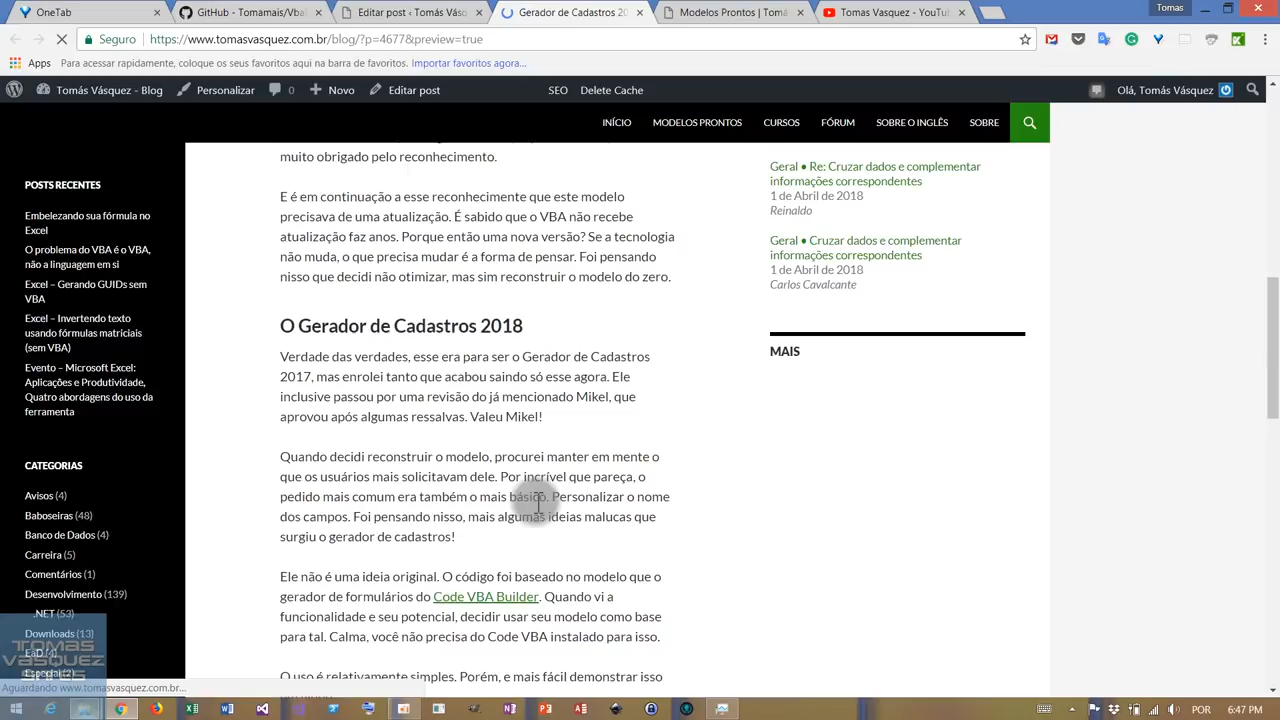 OneTab
GitHub - Tomamais/Vbal
Editar post ‹ Tomás Vásc
Gerador de Cadastros 20
Modelos Prontos | Tomás
Tomas Vasquez - YouTu
Tomas
Seguro
https://www.tomasvasquez.com.br/blog/?p=4677&preview=true
Apps
Para acessar rapidamente, coloque os seus favoritos aqui na barra de favoritos. Importar favoritos agora...
Tomás Vásquez - Blog
Personalizar
0
Novo
Editar post
SEO
Delete Cache
Olá, Tomás Vásquez
INÍCIO
MODELOS PRONTOS
CURSOS
FÓRUM
SOBRE O INGLÊS
SOBRE
POSTS RECENTES
Embelezando sua fórmula no
Excel
O problema do VBA é o VBA,
não a linguagem em si
Excel – Gerando GUIDs sem
VBA
Excel – Invertendo texto
usando fórmulas matriciais
(sem VBA)
Evento – Microsoft Excel:
Aplicações e Produtividade,
Quatro abordagens do uso da
ferramenta
CATEGORIAS
Avisos (4)
Baboseiras (48)
Banco de Dados (4)
Carreira (5)
Comentários (1)
Desenvolvimento (139)
.NET (53)
Downloads (13)
EaD (4)
Especial (2)
TOMAS
VASQUEZ
SITES
Aguardando www.tomasvasquez.com.br...
muito obrigado pelo reconhecimento.
E é em continuação a esse reconhecimento que este modelo
precisava de uma atualização. É sabido que o VBA não recebe
atualização faz anos. Porque então uma nova versão? Se a tecnologia
não muda, o que precisa mudar é a forma de pensar. Foi pensando
nisso que decidi não otimizar, mas sim reconstruir o modelo do zero.
O Gerador de Cadastros 2018
Verdade das verdades, esse era para ser o Gerador de Cadastros
2017, mas enrolei tanto que acabou saindo só esse agora. Ele
inclusive passou por uma revisão do já mencionado Mikel, que
aprovou após algumas ressalvas. Valeu Mikel!
Quando decidi reconstruir o modelo, procurei manter em mente o
que os usuários mais solicitavam dele. Por incrível que pareça, o
pedido mais comum era também o mais básico. Personalizar o nome
dos campos. Foi pensando nisso, mais algumas ideias malucas que
surgiu o gerador de cadastros!
Ele não é uma ideia original. O código foi baseado no modelo que o
gerador de formulários do Code VBA Builder. Quando vi a
funcionalidade e seu potencial, decidir usar seu modelo como base
para tal. Calma, você não precisa do Code VBA instalado para isso.
O uso é relativamente simples. Porém, e mais fácil demonstrar isso
Geral • Re: Cruzar dados e complementar
informações correspondentes
1 de Abril de 2018
Reinaldo
Geral • Cruzar dados e complementar
informações correspondentes
1 de Abril de 2018
Carlos Cavalcante
MAIS
POR
6:47 PM